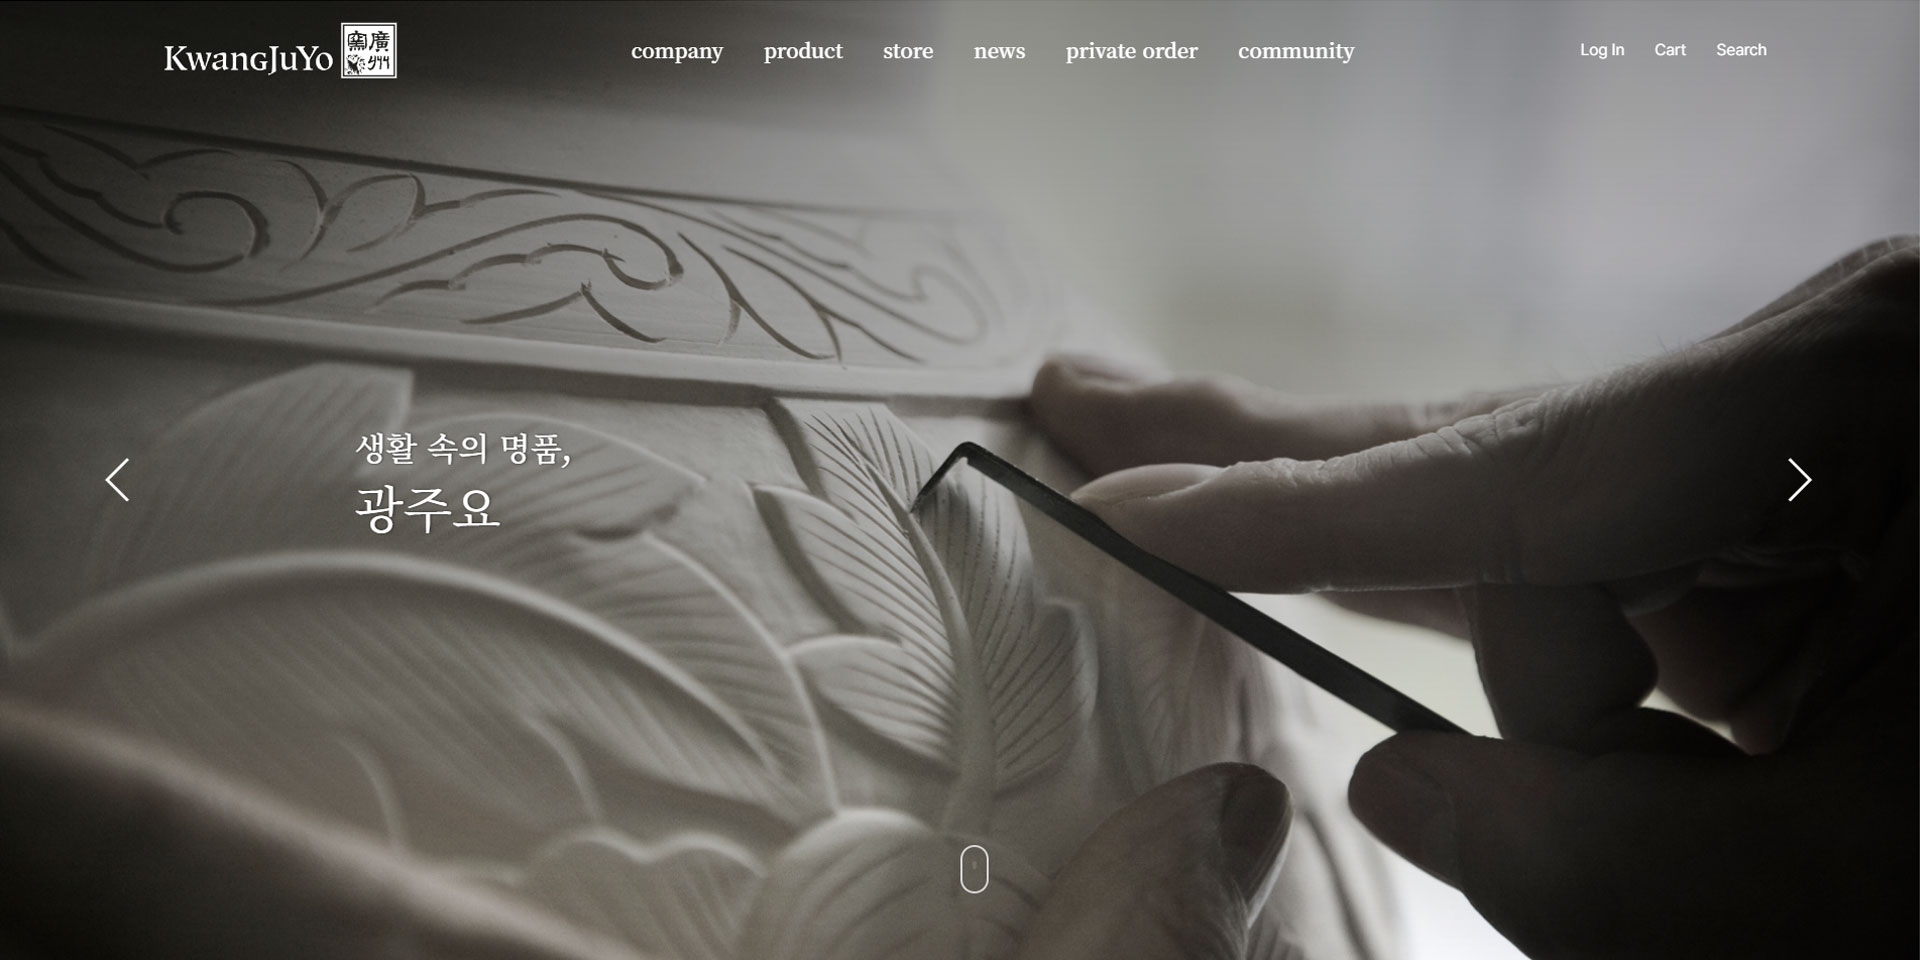 KwangJuYo 窯廣州
company product store news private order community
Log In Cart Search
생활 속의 명품,
광주요